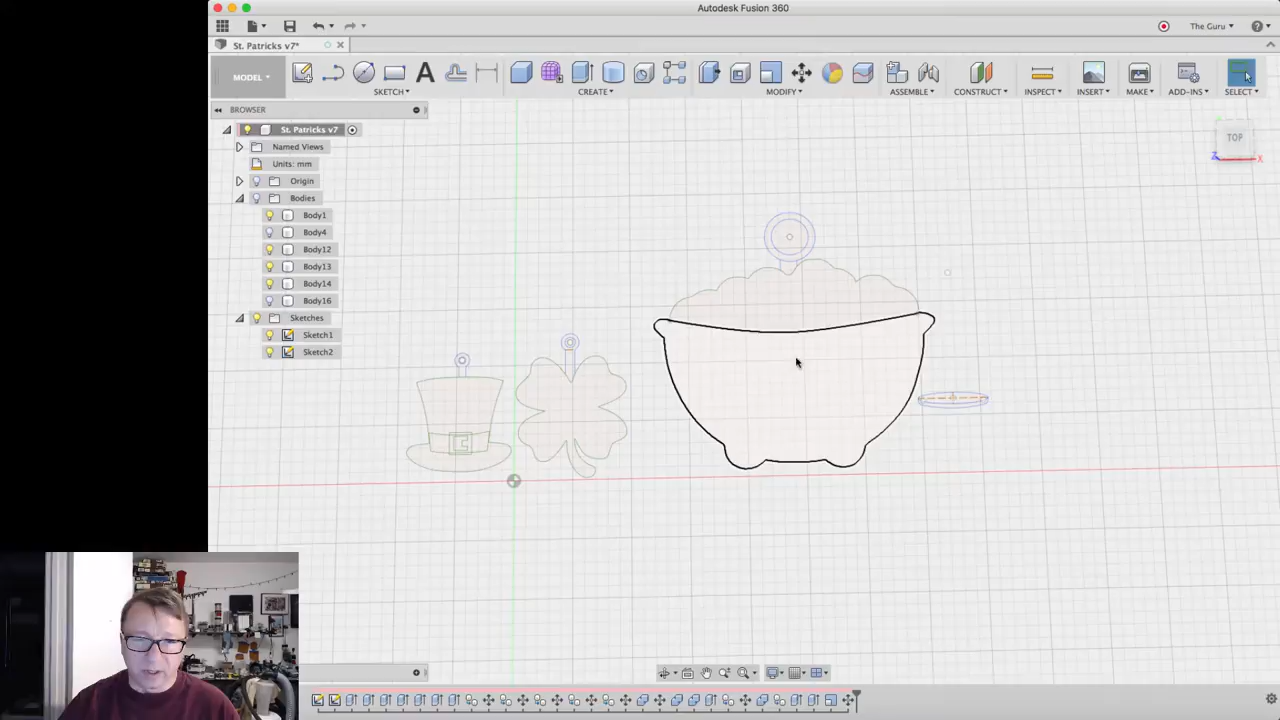 Autodesk Fusion 360
The Guru
St. Patricks v7*
MODEL
SKETCH
CREATE
MODIFY
ASSEMBLE
CONSTRUCT
INSPECT
INSERT
MAKE
ADD-INS
SELECT
BROWSER
St. Patricks v7
Named Views
Units: mm
Origin
Bodies
Body1
Body4
Body12
Body13
Body14
Body16
Sketches
Sketch1
Sketch2
TOP
Z
X